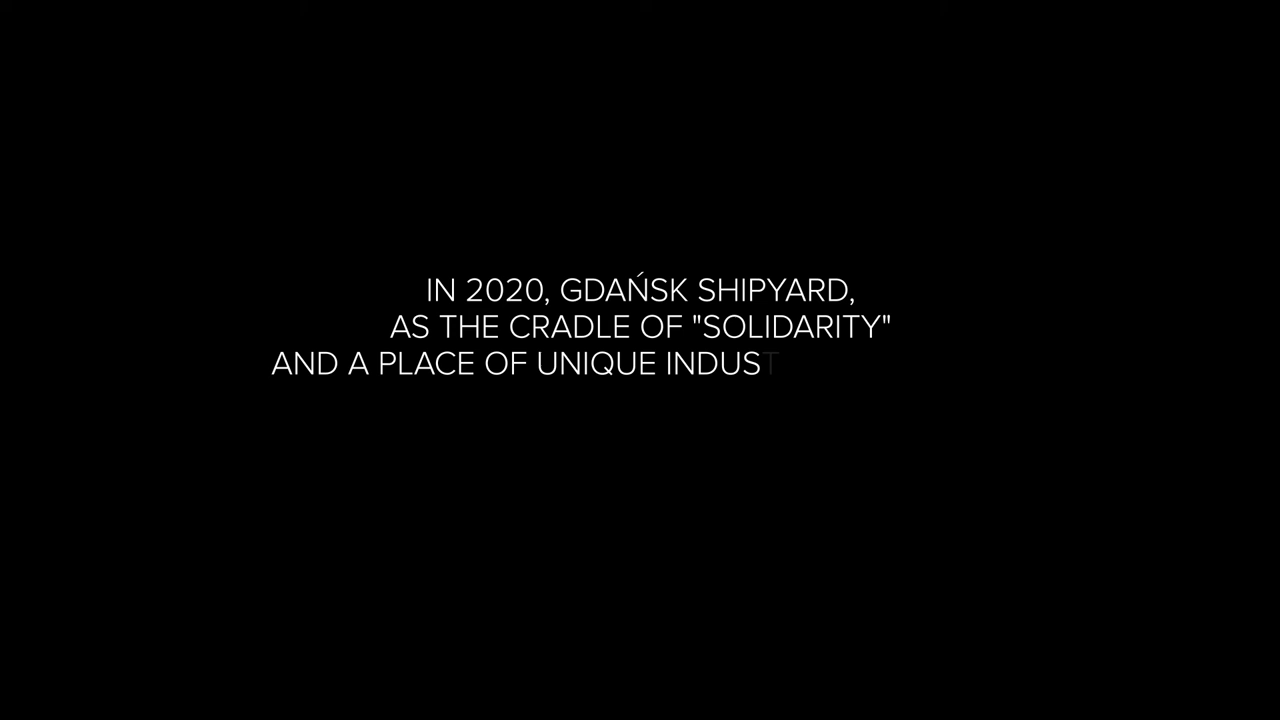 IN 2020, GDAŃSK SHIPYARD,
AS THE CRADLE OF "SOLIDARITY"
AND A PLACE OF UNIQUE INDUST